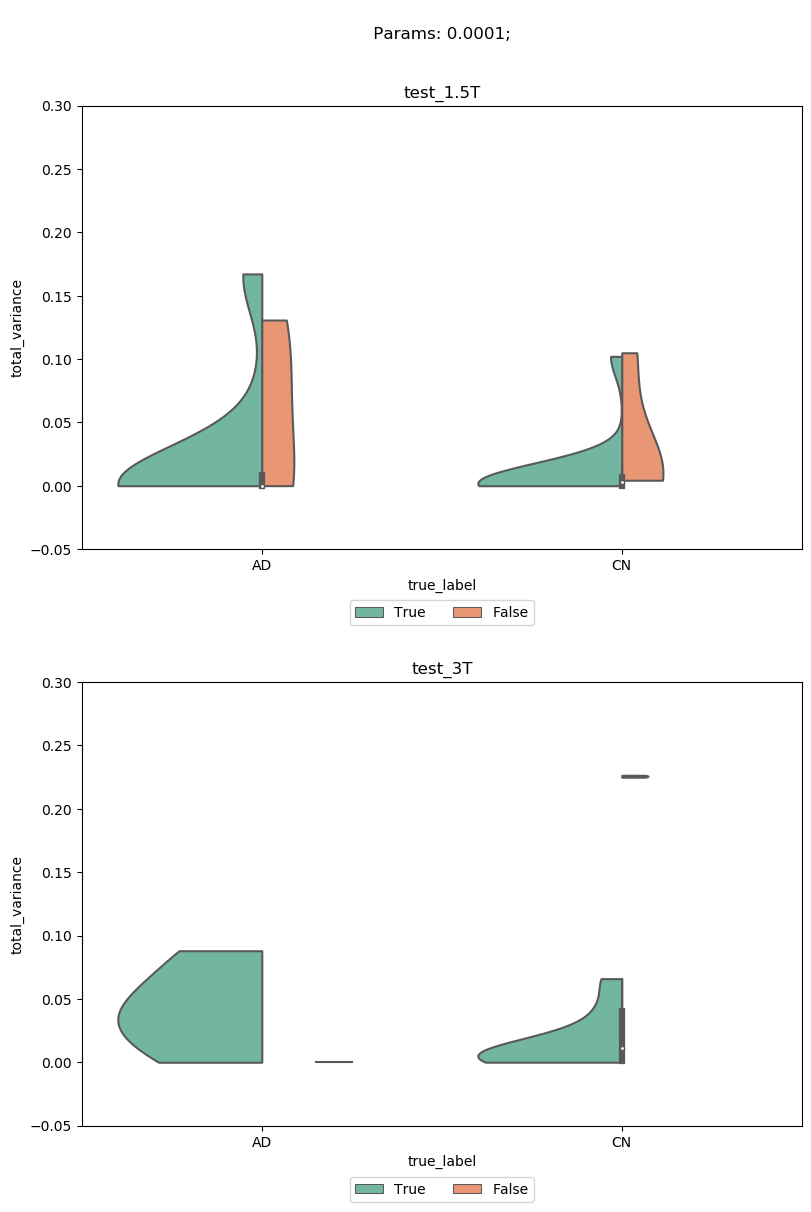 Params: 0.0001;
test_1.5T
0.30
0.25
0.20
0.15
0.10
0.05
0.00
−0.05
total_variance
AD CN
true_label
True False
test_3T
0.30
0.25
0.20
0.15
0.10
0.05
0.00
−0.05
total_variance
AD CN
true_label
True False